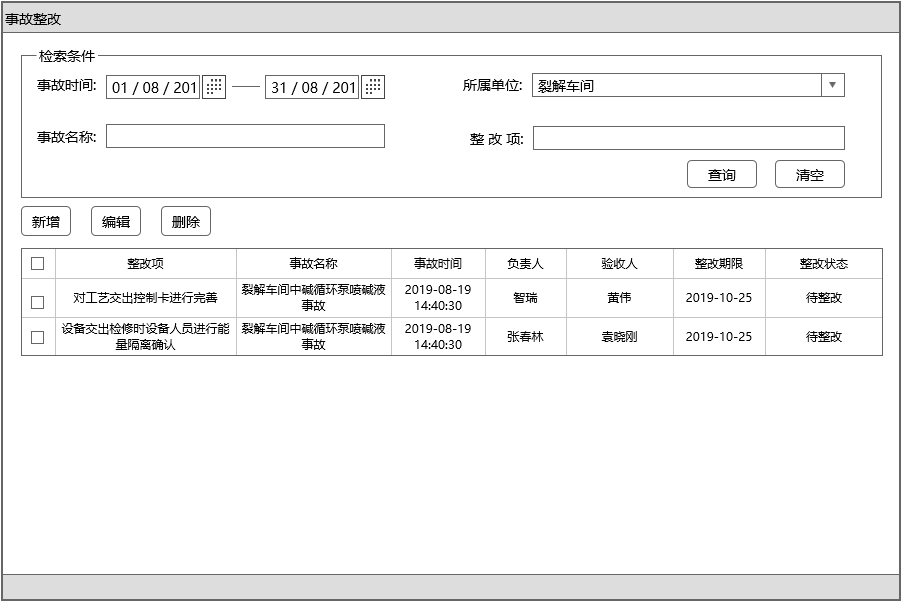 事故整改
检索条件
事故时间: 01 / 08 / 201 31 / 08 / 201 所属单位: 裂解车间
事故名称: 整 改 项:
查询 清空
新增 编辑 删除
整改项 事故名称 事故时间 负责人 验收人 整改期限 整改状态
对工艺交出控制卡进行完善 裂解车间中碱循环泵喷碱液 2019-08-19 智瑞 黄伟 2019-10-25 待整改
事故 14:40:30
设备交出检修时设备人员进行能 裂解车间中碱循环泵喷碱液 2019-08-19 张春林 袁晓刚 2019-10-25 待整改
量隔离确认 事故 14:40:30